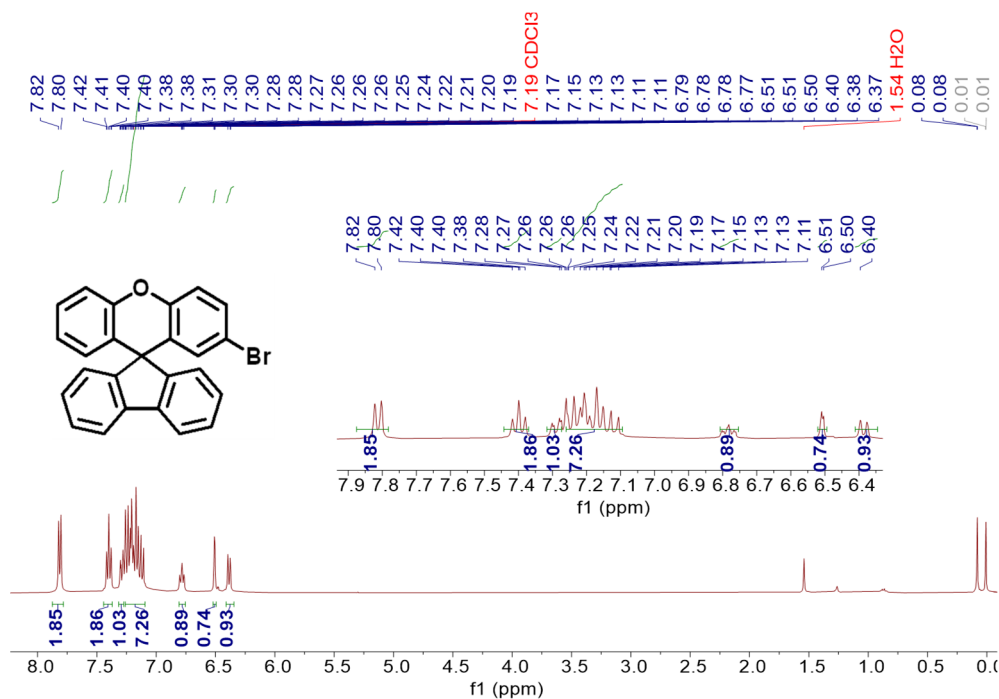 7.82 7.80 7.42 7.41 7.40 7.40 7.38 7.38 7.31 7.30 7.30 7.28 7.28 7.27 7.26 7.26 7.26 7.25 7.24 7.22 7.21 7.20 7.19 7.19 CDCl3 7.17 7.15 7.13 7.13 7.11 7.11 6.79 6.78 6.78 6.77 6.51 6.51 6.50 6.40 6.38 6.37 1.54 H2O 0.08 0.08 0.01 0.01
7.82 7.80 7.42 7.40 7.40 7.38 7.28 7.27 7.26 7.26 7.26 7.25 7.24 7.22 7.21 7.20 7.19 7.17 7.15 7.13 7.13 7.11 6.51 6.50 6.40
O
Br
1.85 1.86 1.03 7.26 0.89 0.74 0.93
7.9 7.8 7.7 7.6 7.5 7.4 7.3 7.2 7.1 7.0 6.9 6.8 6.7 6.6 6.5 6.4
f1 (ppm)
1.85 1.86 1.03 7.26 0.89 0.74 0.93
8.0 7.5 7.0 6.5 6.0 5.5 5.0 4.5 4.0 3.5 3.0 2.5 2.0 1.5 1.0 0.5 0.0
f1 (ppm)